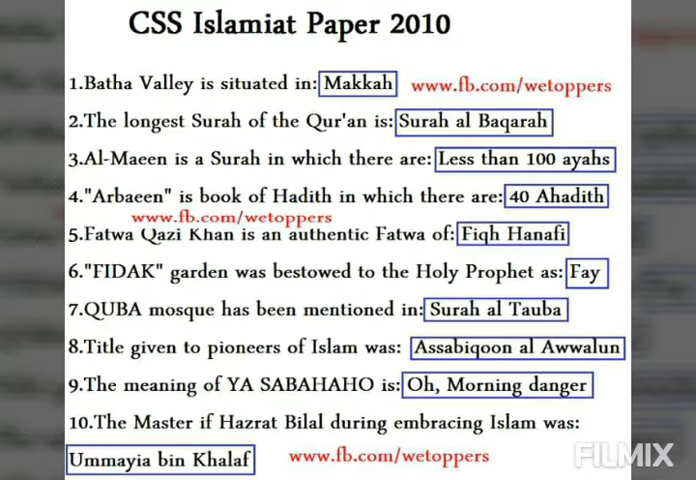 CSS Islamiat Paper 2010
1.Batha Valley is situated in: Makkah www.fb.com/wetoppers
2.The longest Surah of the Qur'an is: Surah al Baqarah
3.Al-Maeen is a Surah in which there are: Less than 100 ayahs
4."Arbaeen" is book of Hadith in which there are: 40 Ahadith
www.fb.com/wetoppers
5.Fatwa Qazi Khan is an authentic Fatwa of: Fiqh Hanafi
6."FIDAK" garden was bestowed to the Holy Prophet as: Fay
7.QUBA mosque has been mentioned in: Surah al Tauba
8.Title given to pioneers of Islam was: Assabiqoon al Awwalun
9.The meaning of YA SABAHAHO is: Oh, Morning danger
10.The Master if Hazrat Bilal during embracing Islam was:
Ummayia bin Khalaf www.fb.com/wetoppers
FILMIX